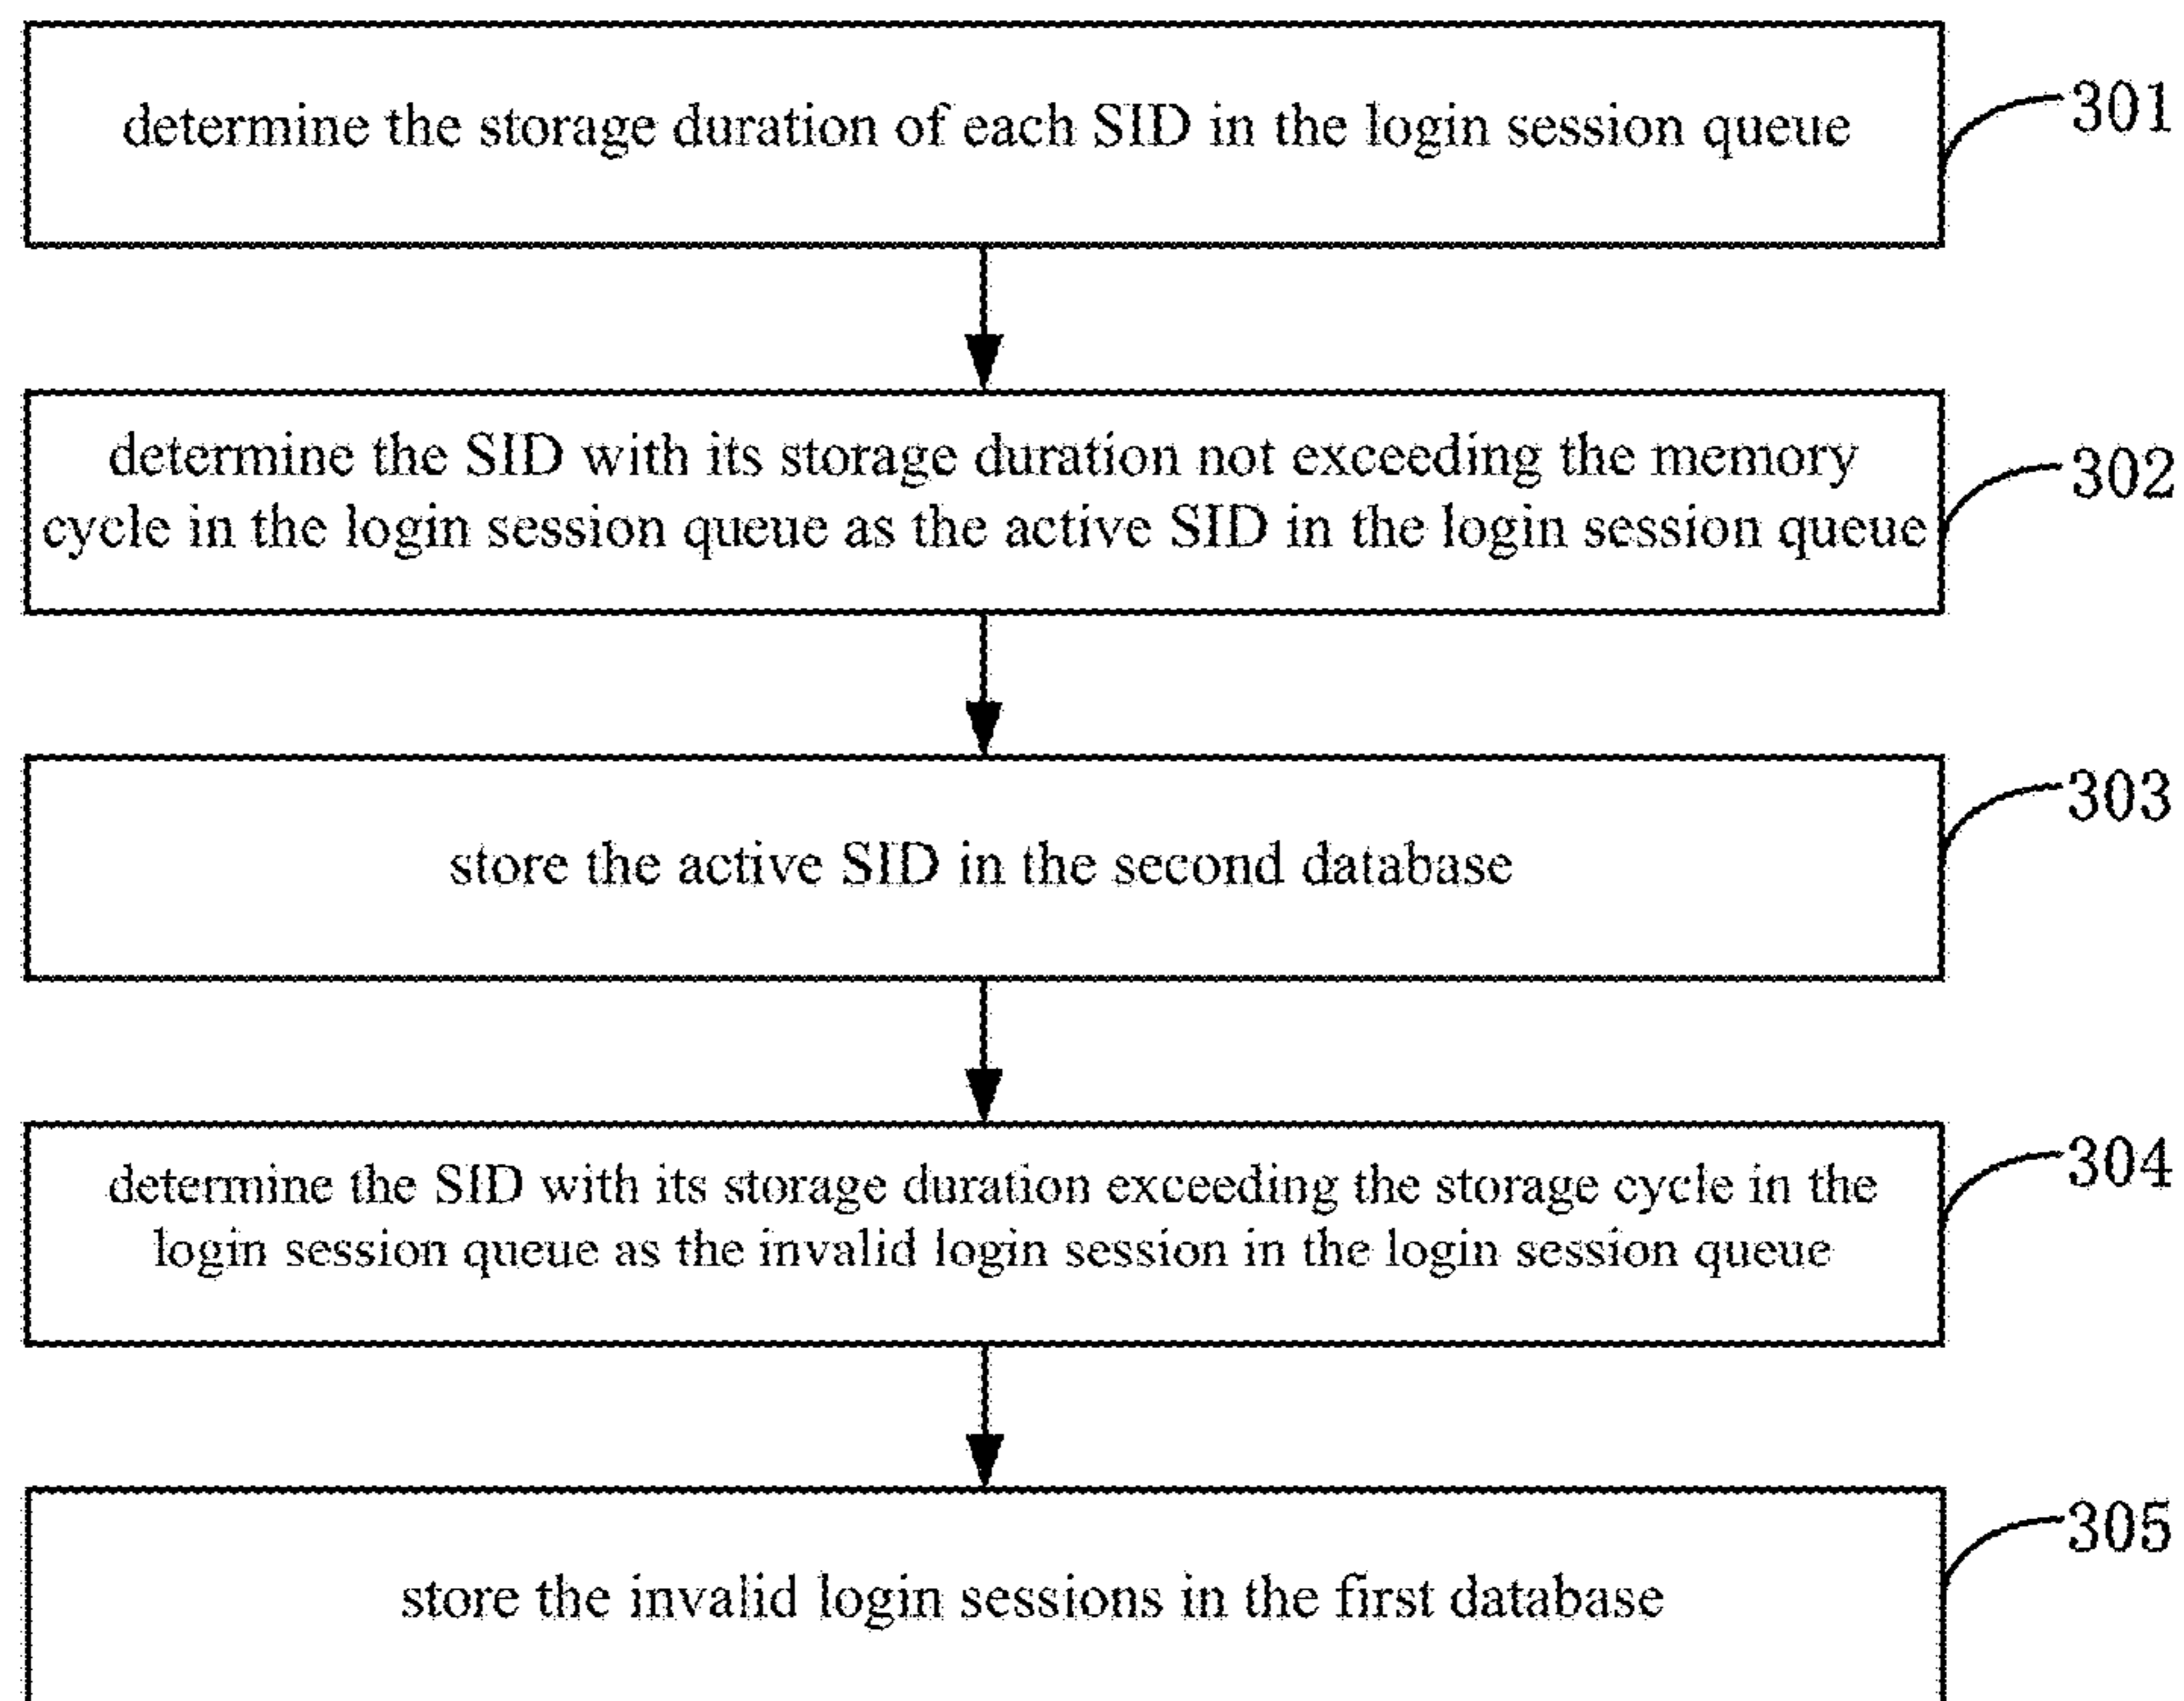 determine the storage duration of each SID in the login session queue
301
determine the SID with its storage duration not exceeding the memory
cycle in the login session queue as the active SID in the login session queue
302
store the active SID in the second database
303
determine the SID with its storage duration exceeding the storage cycle in the
login session queue as the invalid login session in the login session queue
304
store the invalid login sessions in the first database
305